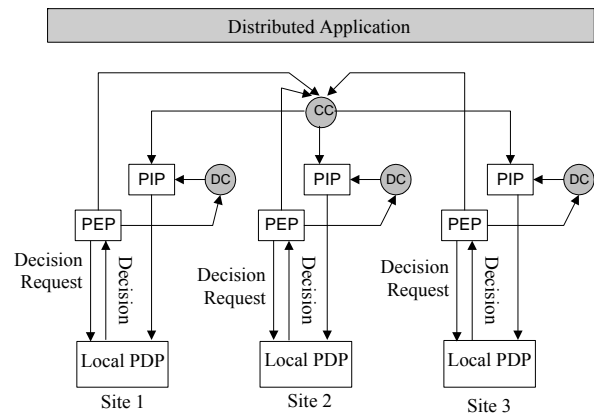 Distributed Application
CC
PIP
DC
PIP
DC
PIP
DC
PEP
PEP
PEP
Decision
Request
Decision
Decision
Request
Decision
Decision
Request
Decision
Local PDP
Local PDP
Local PDP
Site 1
Site 2
Site 3